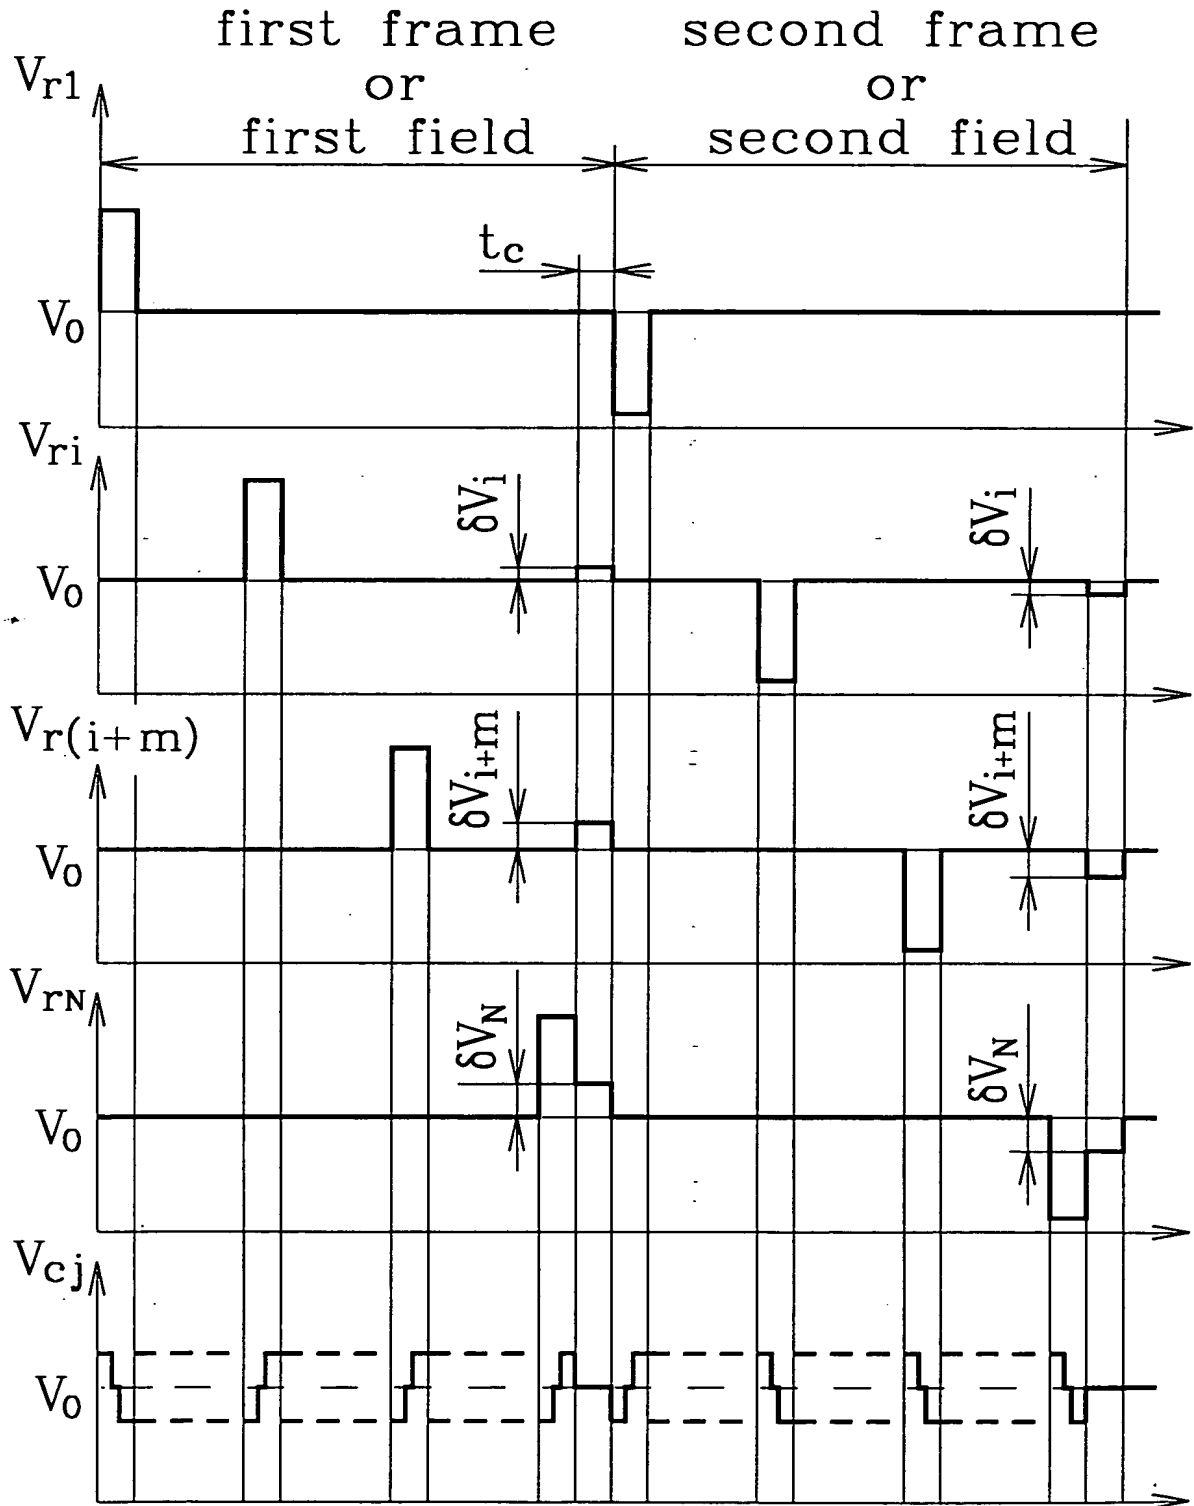 first frame
or
first field
second frame
or
second field
Vr1
tc
V0
Vri
δVi
δVi
V0
Vr(i+m)
δVi+m
δVi+m
V0
VrN
δVN
δVN
V0
Vcj
V0